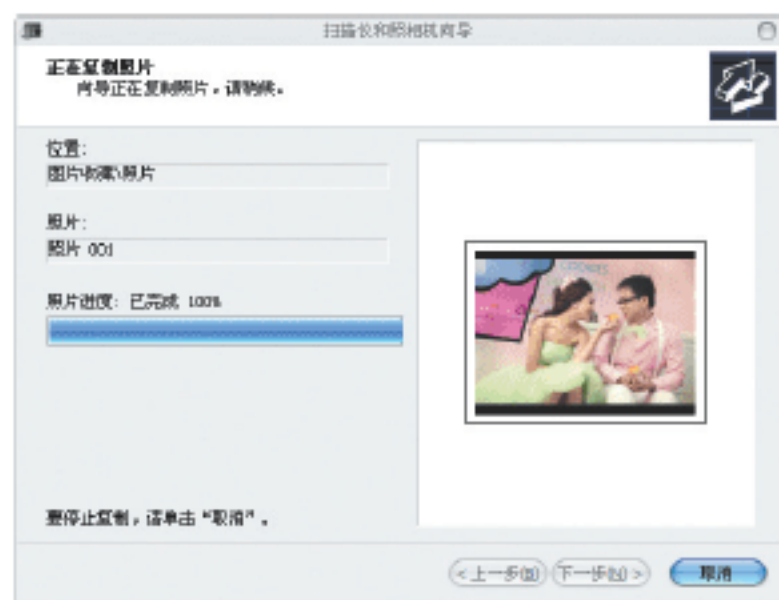 扫描仪和照相机向导
正在复制照片
向导正在复制照片，请稍候。
位置：
图片收藏\照片
照片：
照片 001
照片进度：已完成 100%
要停止复制，请单击“取消”。
<上一步(B)
下一步(N)>
取消